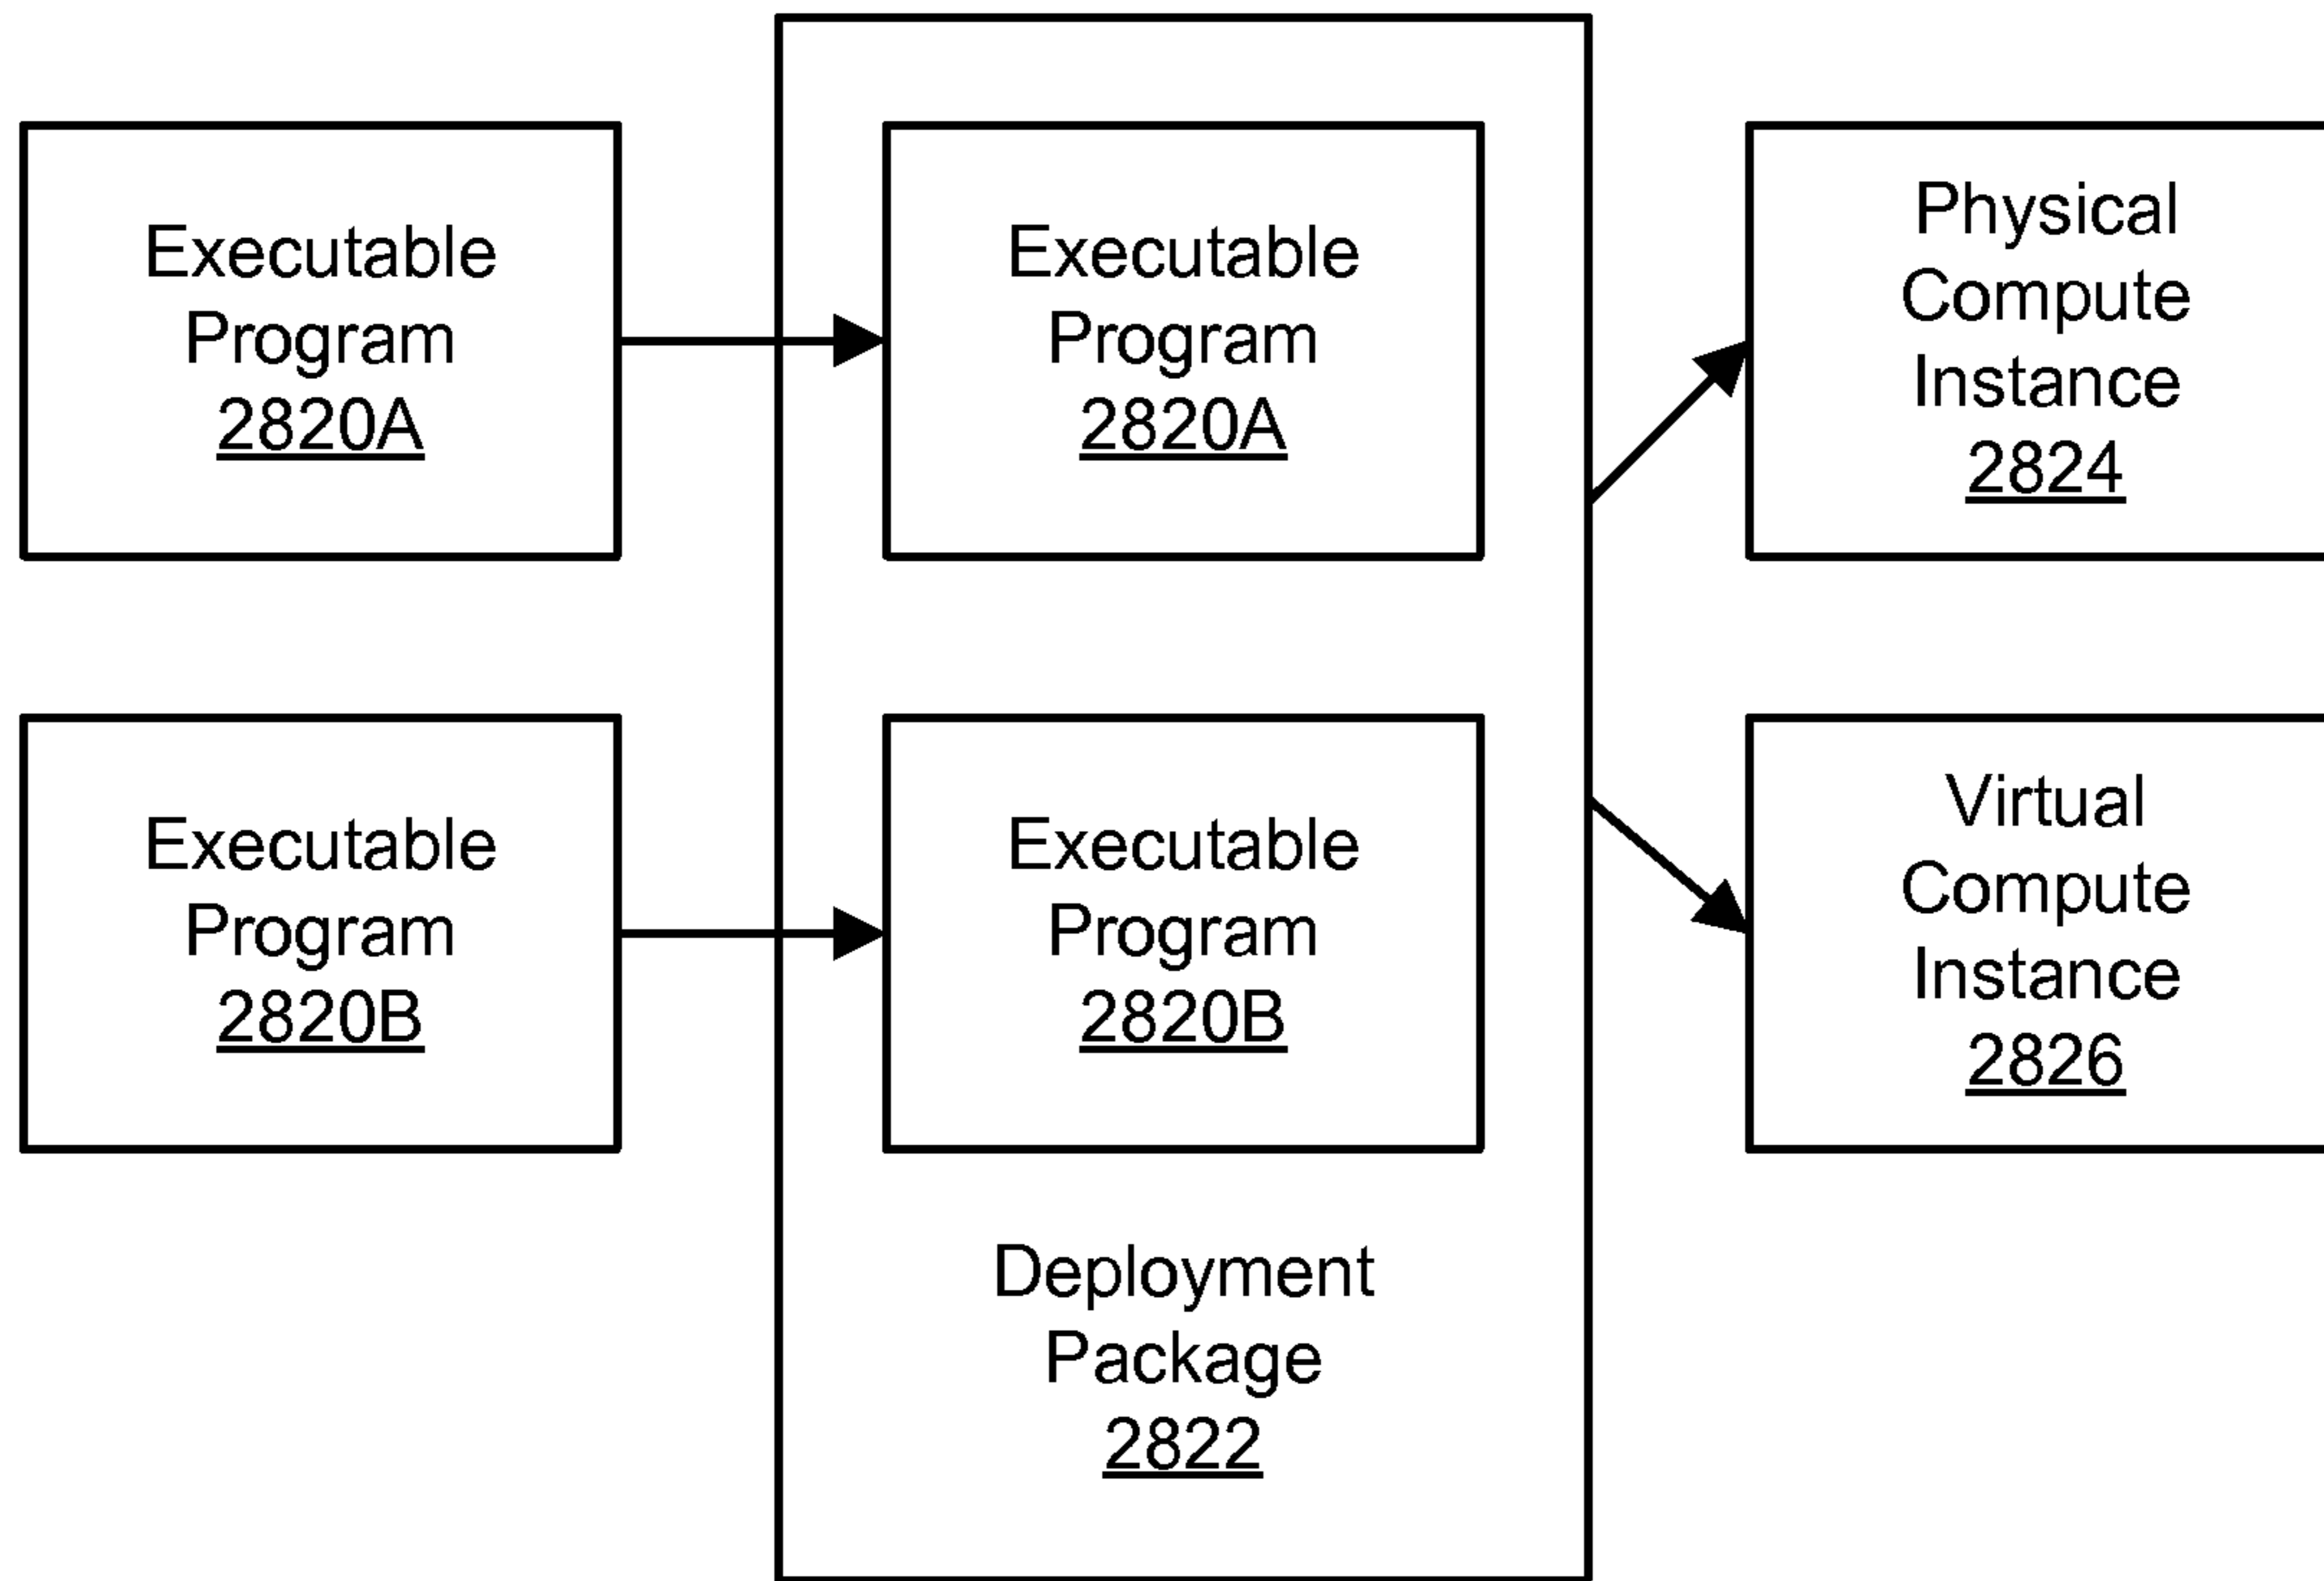 Executable
Program
2820A
Executable
Program
2820A
Physical
Compute
Instance
2824
Executable
Program
2820B
Executable
Program
2820B
Virtual
Compute
Instance
2826
Deployment
Package
2822